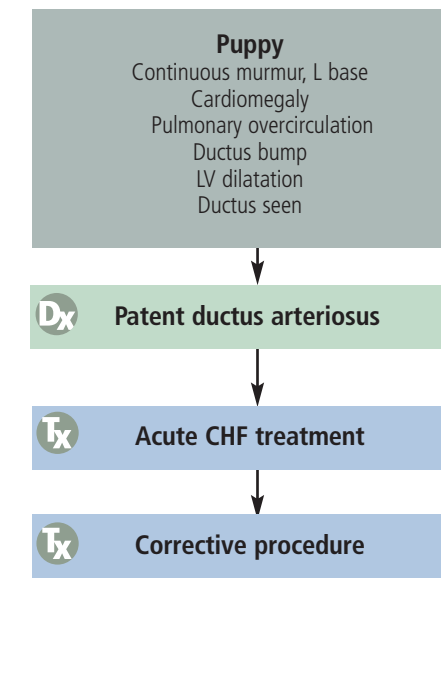 Puppy
Continuous murmur, L base
Cardiomegaly
Pulmonary overcirculation
Ductus bump
LV dilatation
Ductus seen
Dx Patent ductus arteriosus
Tx Acute CHF treatment
Tx Corrective procedure